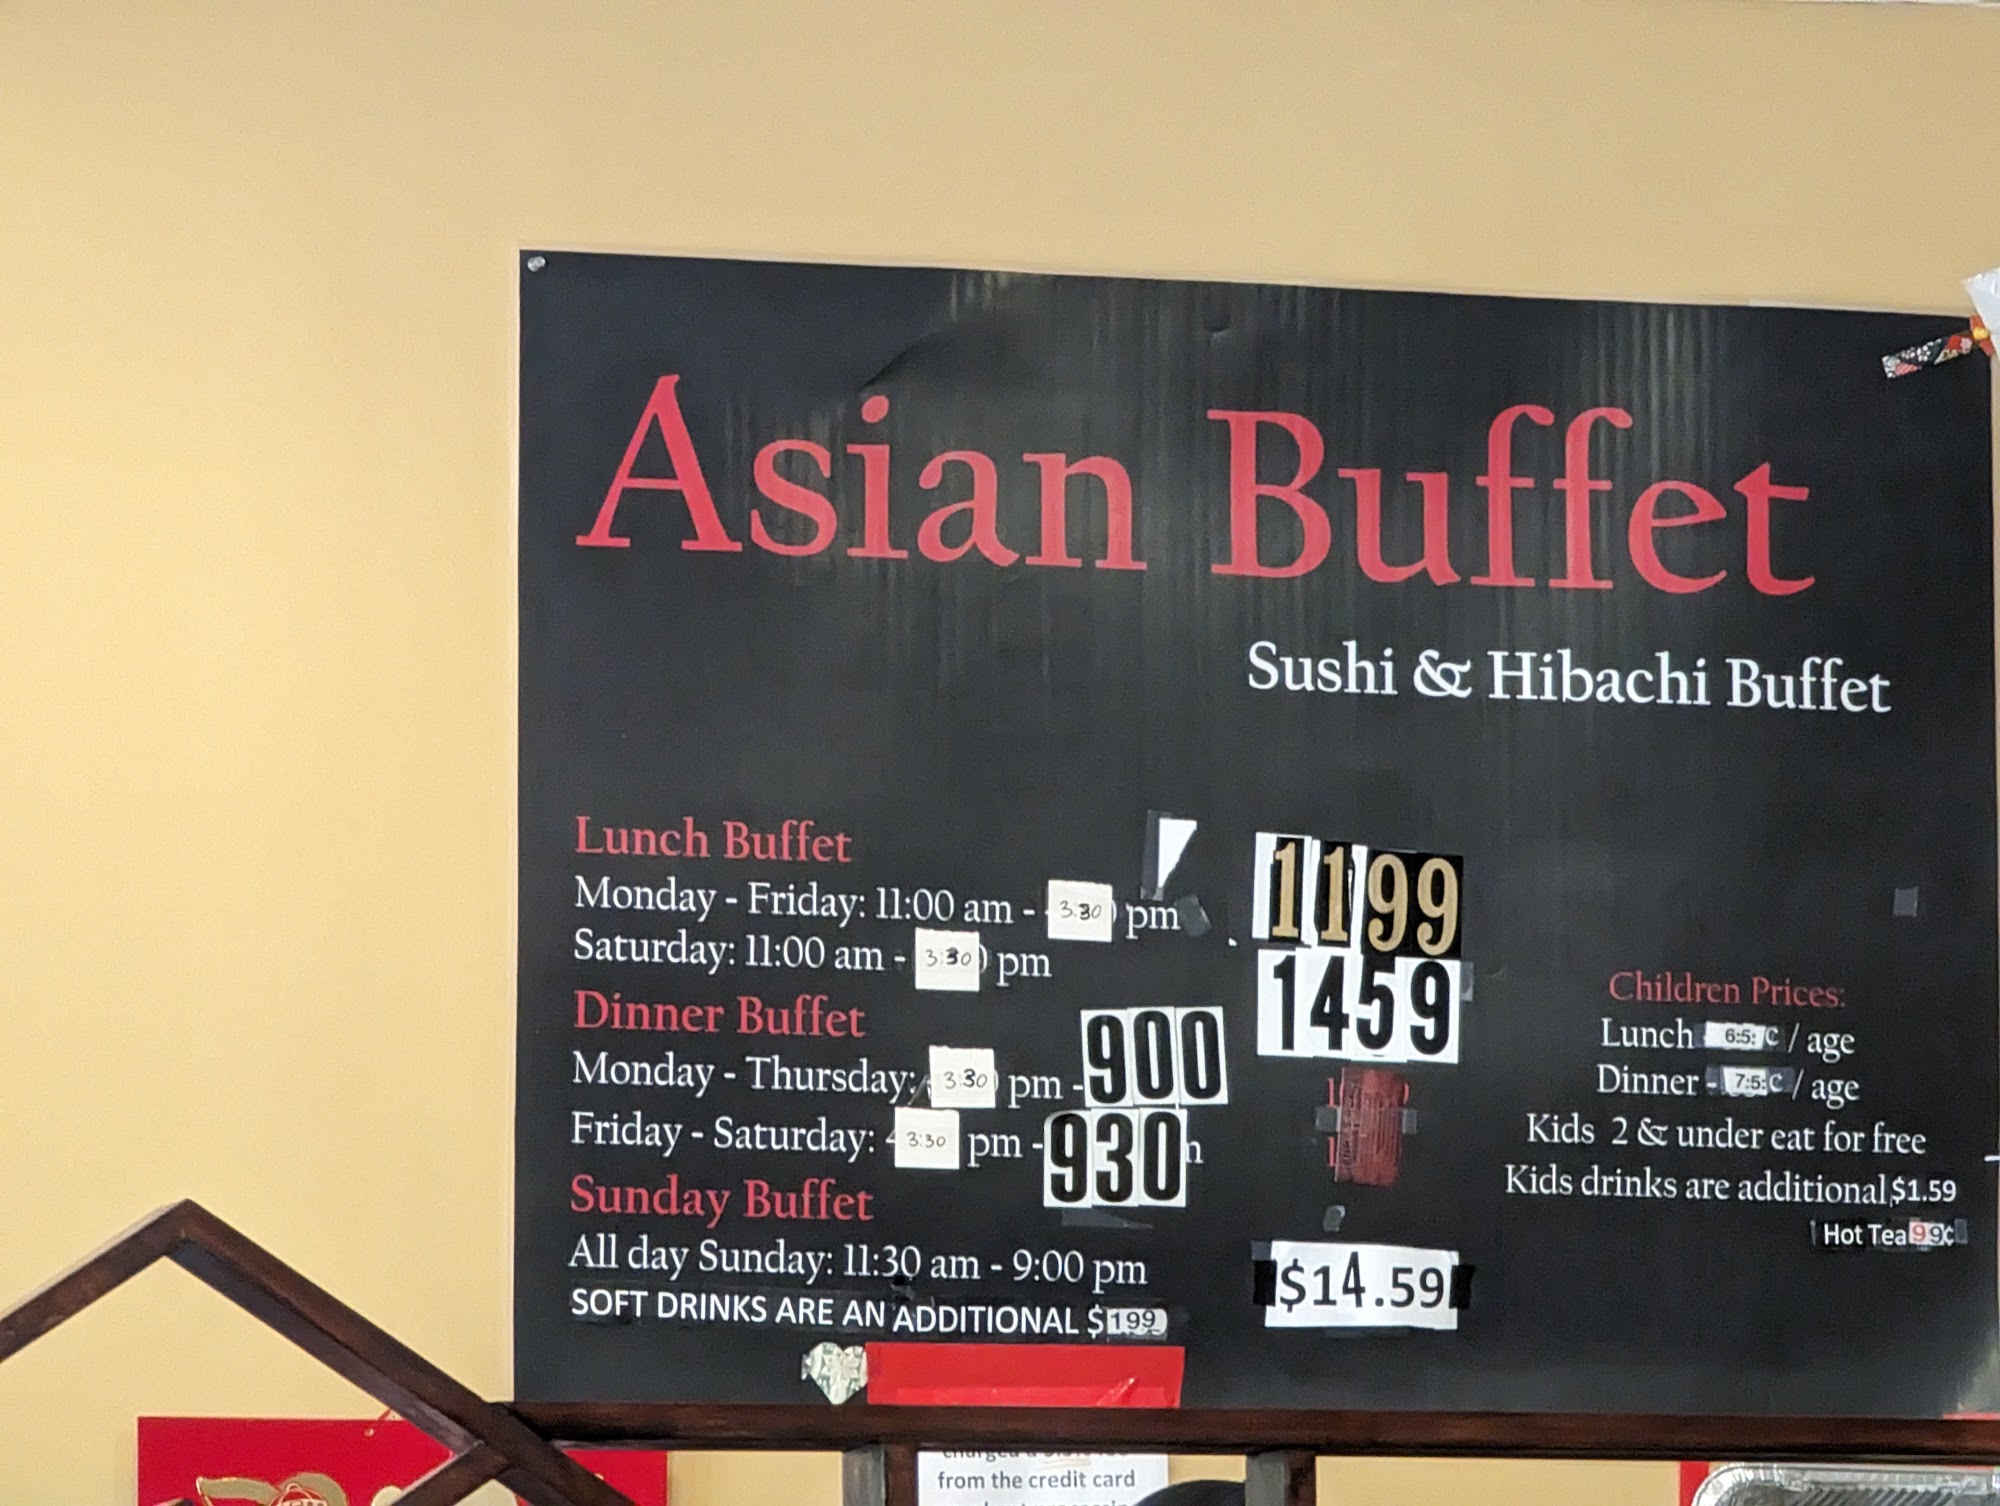 Asian Buffet
Sushi & Hibachi Buffet
Lunch Buffet
Monday - Friday: 11:00 am - 3:30 pm
1199
Saturday: 11:00 am - 3:30 pm
1459
Dinner Buffet
Monday - Thursday: 3:30 pm - 900
Friday - Saturday: 3:30 pm - 930
Sunday Buffet
All day Sunday: 11:30 am - 9:00 pm
$14.59
SOFT DRINKS ARE AN ADDITIONAL $199
Children Prices:
Lunch 6:5: ¢ / age
Dinner - 7:5: ¢ / age
Kids 2 & under eat for free
Kids drinks are additional $1.59
Hot Tea 99¢
from the credit card